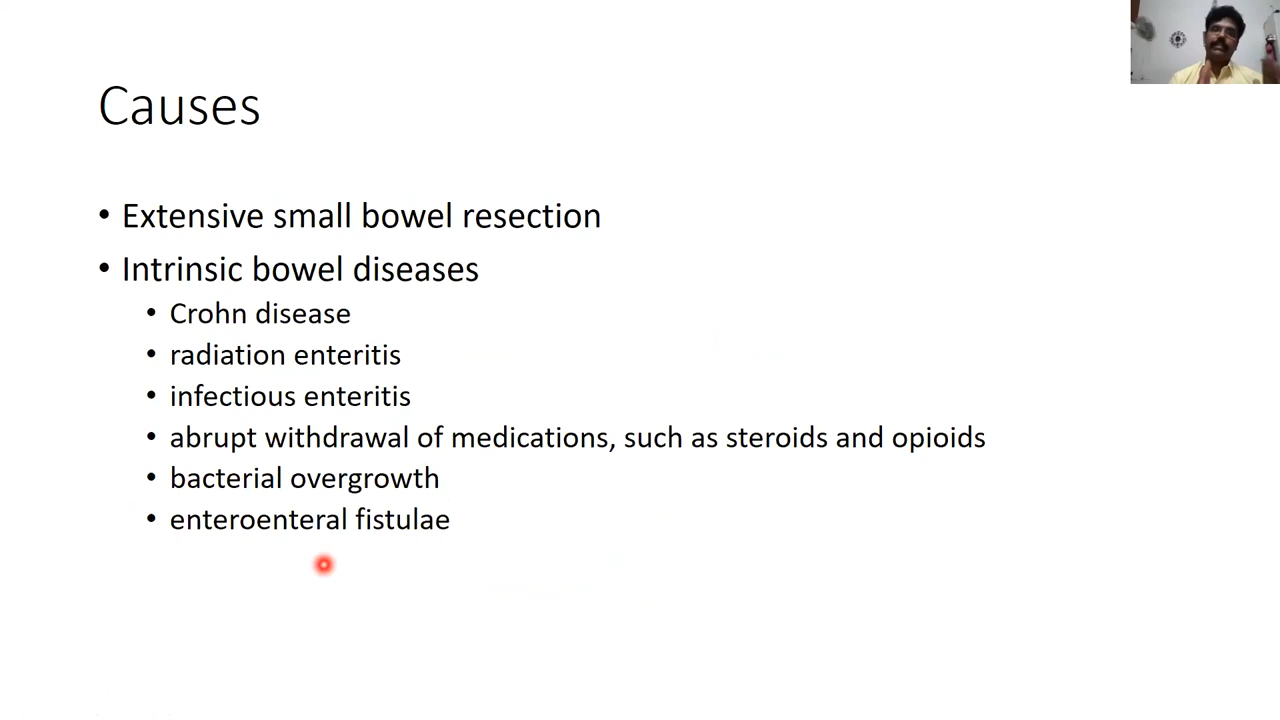 Causes
• Extensive small bowel resection
• Intrinsic bowel diseases
• Crohn disease
• radiation enteritis
• infectious enteritis
• abrupt withdrawal of medications, such as steroids and opioids
• bacterial overgrowth
• enteroenteral fistulae